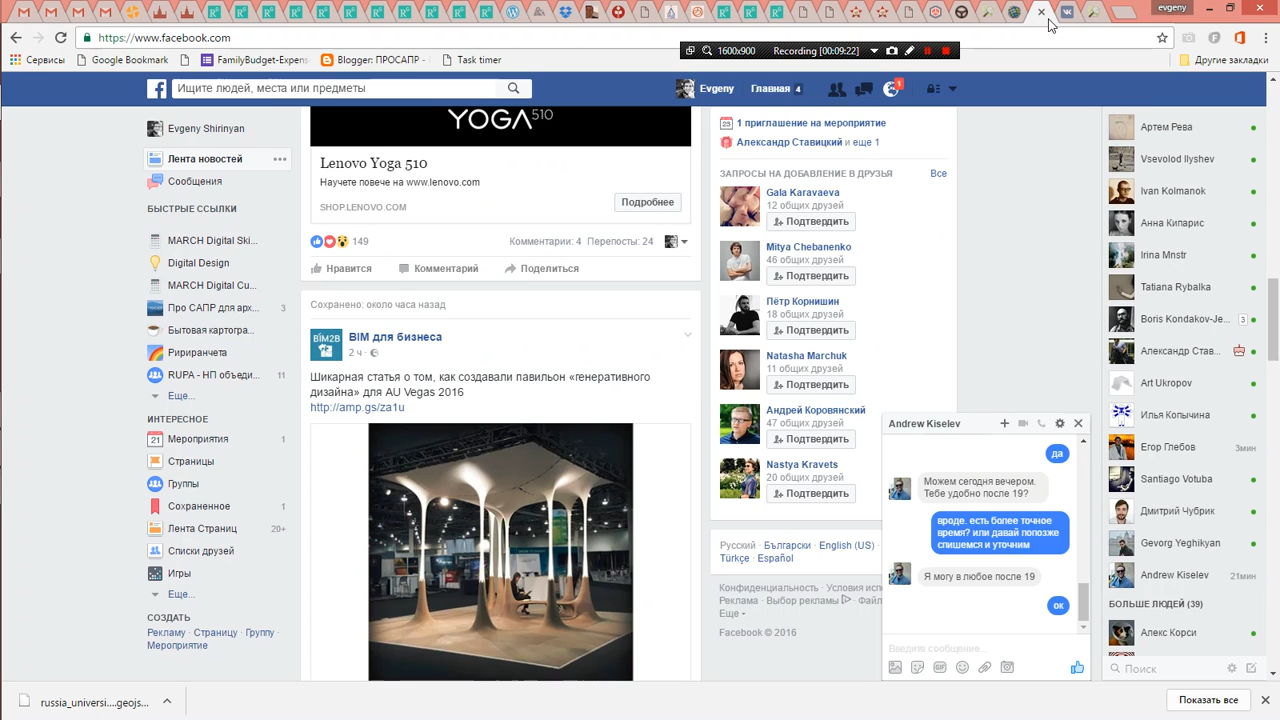 evgeny
https://www.facebook.com
1600x900
Recording [00:09:22]
Сервисы
Google Bookmark
FamilyBudget-Expen
Blogger: ПРОСАПР -
Task timer
Другие закладки
Ищите людей, места или предметы
Evgeny
Главная 4
1
Evgeny Shirinyan
Лента новостей
Сообщения
БЫСТРЫЕ ССЫЛКИ
MARCH Digital Ski...
Digital Design
MARCH Digital Cu...
Про САПР для арх...
3
Бытовая картогра...
Ририранчета
RUPA - НП объеди...
11
Еще...
ИНТЕРЕСНОЕ
Мероприятия
1
Страницы
Группы
Сохраненное
1
Лента Страниц
20+
Списки друзей
Игры
Еще...
СОЗДАТЬ
Рекламу · Страницу · Группу ·
Мероприятие
YOGA 510
Lenovo Yoga 510
Научете повече на www.lenovo.com
SHOP.LENOVO.COM
Подробнее
149
Комментарии: 4 Перепосты: 24
Нравится
Комментарий
Поделиться
Сохранено: около часа назад
BIM2B
BIM для бизнеса
2 ч ·
Шикарная статья о том, как создавали павильон «генеративного
дизайна» для AU Vegas 2016
http://amp.gs/za1u
1 приглашение на мероприятие
Александр Ставицкий и еще 1
ЗАПРОСЫ НА ДОБАВЛЕНИЕ В ДРУЗЬЯ
Все
Gala Karavaeva
12 общих друзей
Подтвердить
Mitya Chebanenko
46 общих друзей
Подтвердить
Пётр Корнишин
18 общих друзей
Подтвердить
Natasha Marchuk
11 общих друзей
Подтвердить
Андрей Коровянский
47 общих друзей
Подтвердить
Nastya Kravets
20 общих друзей
Подтвердить
Русский · Български · English (US) ·
Türkçe · Español
Конфиденциальность · Условия исп
Реклама · Выбор рекламы · Файл
Еще
Facebook © 2016
Andrew Kiselev
да
Можем сегодня вечером.
Тебе удобно после 19?
вроде. есть более точное
время? или давай попозже
спишемся и уточним
Я могу в любое после 19
ок
Введите сообщение...
Артем Рева
Vsevolod Ilyshev
Ivan Kolmanok
Анна Кипарис
Irina Mnstr
Tatiana Rybalka
Boris Kondakov-Je...
3
Александр Став...
Art Ukropov
Илья Копычина
Егор Глебов
3мин
Santiago Votuba
Дмитрий Чубрик
Gevorg Yeghikyan
Andrew Kiselev
21мин
БОЛЬШЕ ЛЮДЕЙ (39)
Алекс Корси
Поиск
russia_universi....geojs...
Показать все